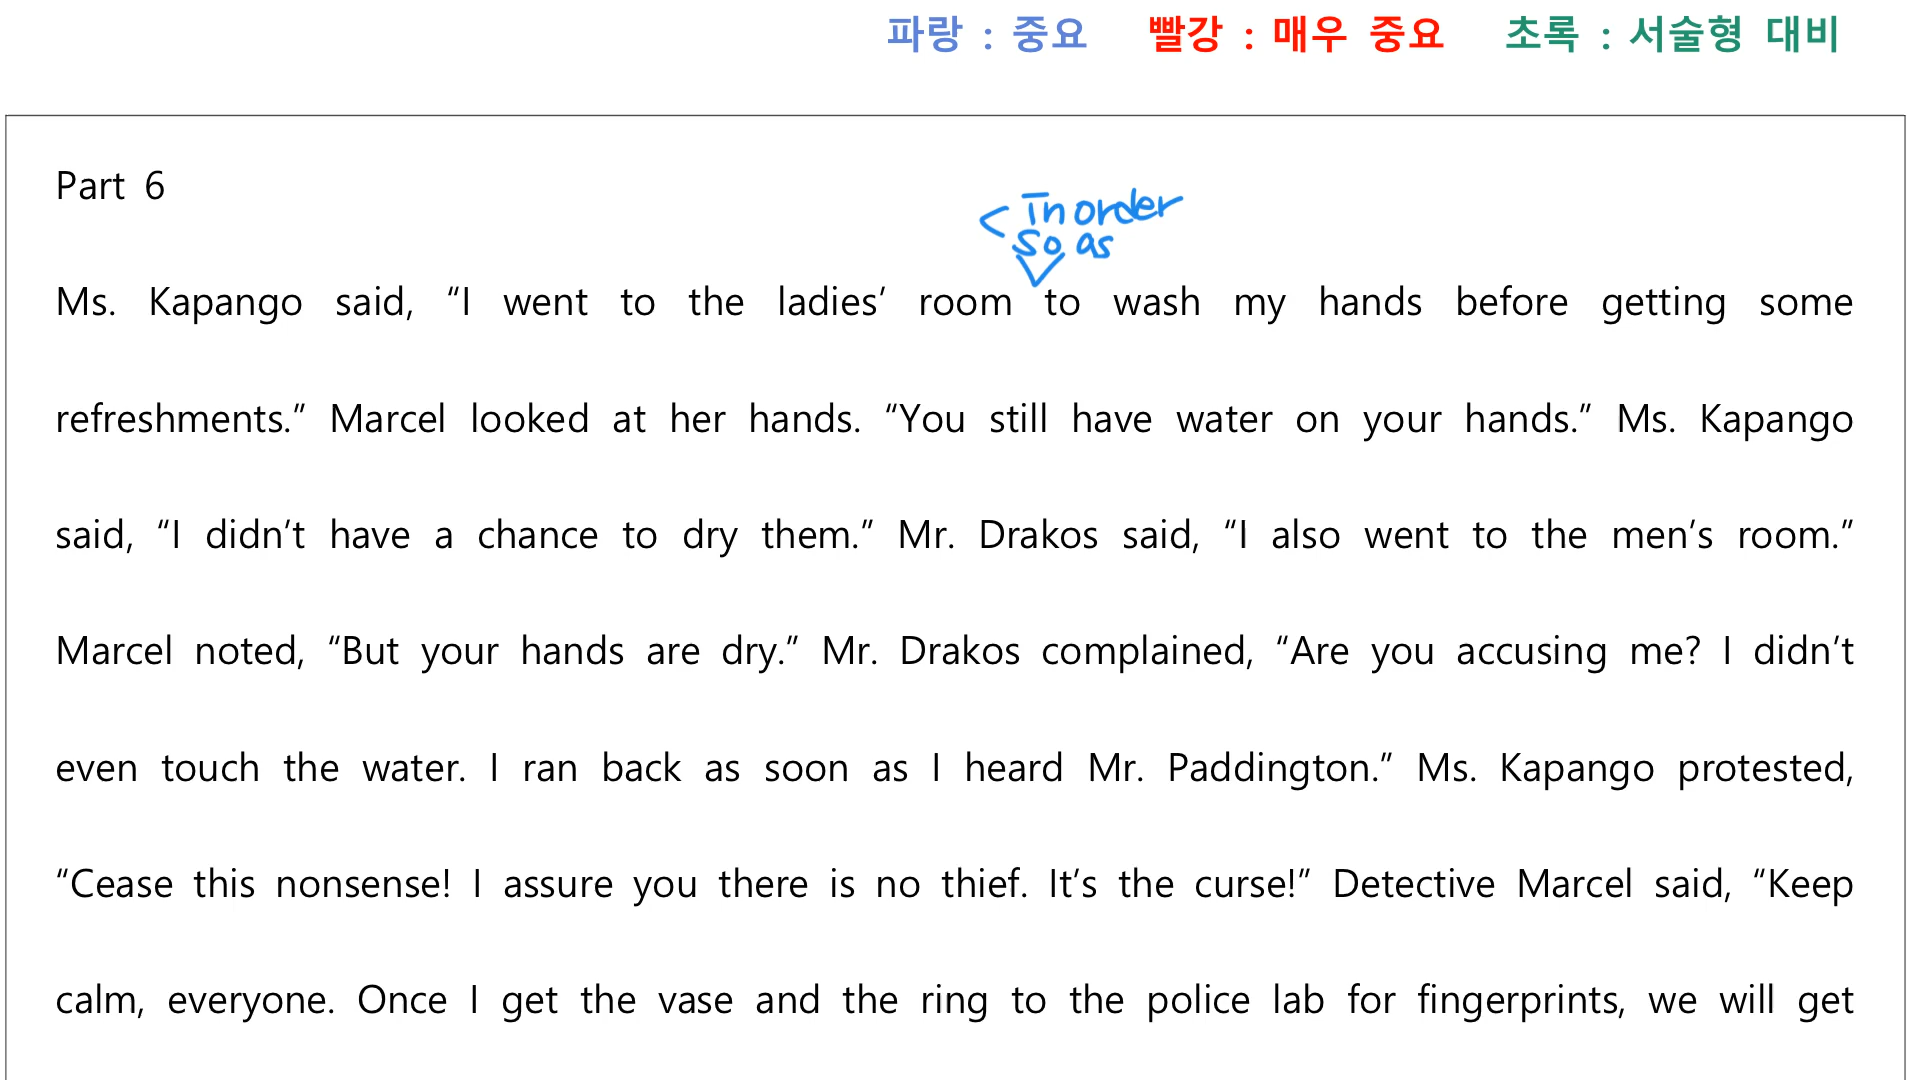 파랑 : 중요 빨강 : 매우 중요 초록 : 서술형 대비
Part 6
In order
so as
Ms. Kapango said, “I went to the ladies’ room to wash my hands before getting some
refreshments.” Marcel looked at her hands. “You still have water on your hands.” Ms. Kapango
said, “I didn’t have a chance to dry them.” Mr. Drakos said, “I also went to the men’s room.”
Marcel noted, “But your hands are dry.” Mr. Drakos complained, “Are you accusing me? I didn’t
even touch the water. I ran back as soon as I heard Mr. Paddington.” Ms. Kapango protested,
“Cease this nonsense! I assure you there is no thief. It’s the curse!” Detective Marcel said, “Keep
calm, everyone. Once I get the vase and the ring to the police lab for fingerprints, we will get